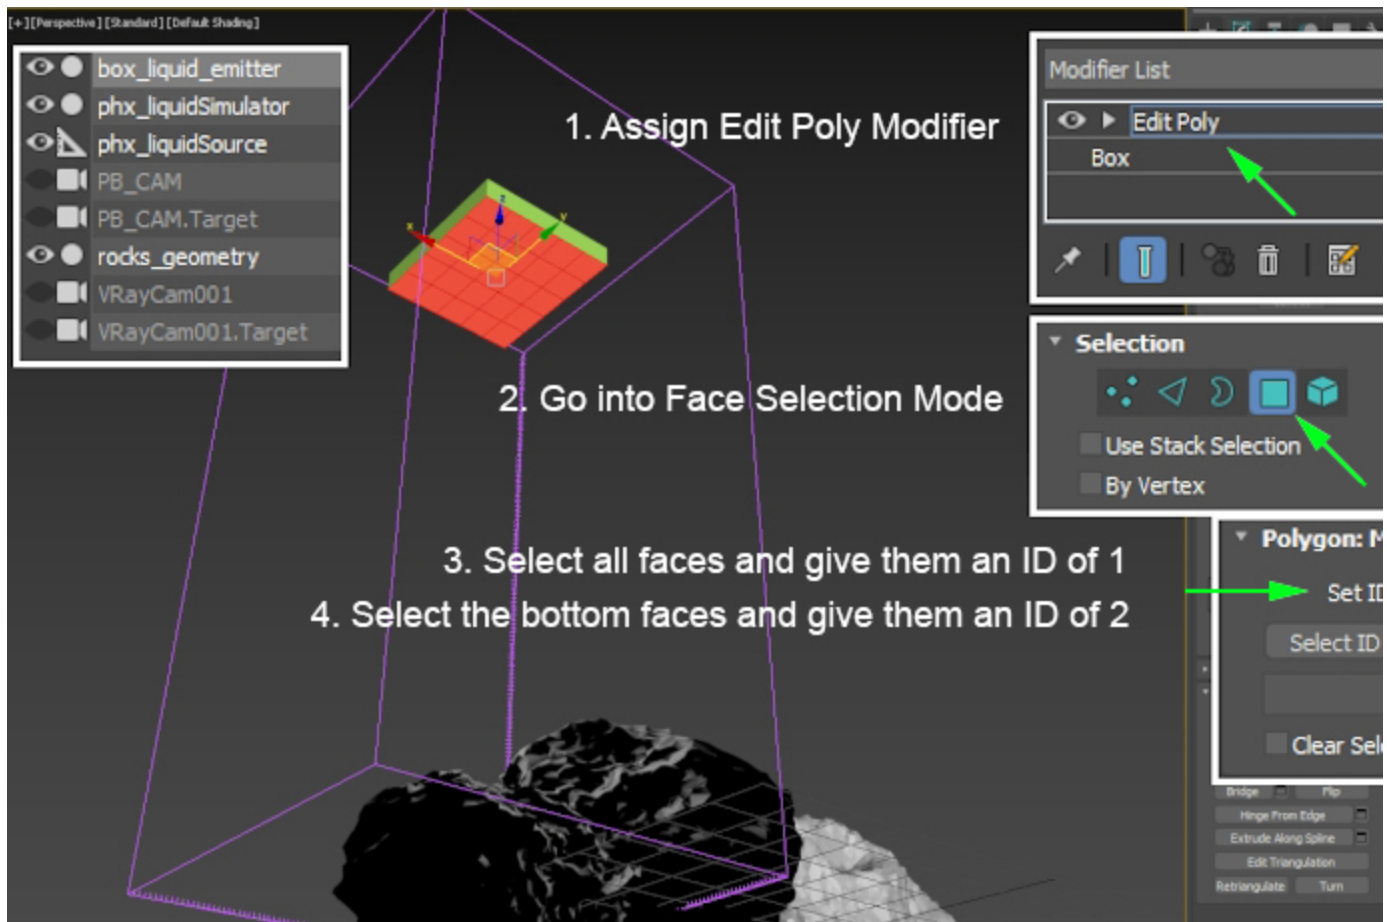 [+][Perspective][Standard][Default Shading]
box_liquid_emitter
phx_liquidSimulator
phx_liquidSource
PB_CAM
PB_CAM.Target
rocks_geometry
VRayCam001
VRayCam001.Target
1. Assign Edit Poly Modifier
2. Go into Face Selection Mode
3. Select all faces and give them an ID of 1
4. Select the bottom faces and give them an ID of 2
x
z
y
Modifier List
Edit Poly
Box
Selection
Use Stack Selection
By Vertex
Polygon: M
Set ID
Select ID
Clear Sel
Bridge Flip
Hinge From Edge
Extrude Along Spline
Edit Triangulation
Retriangulate Turn